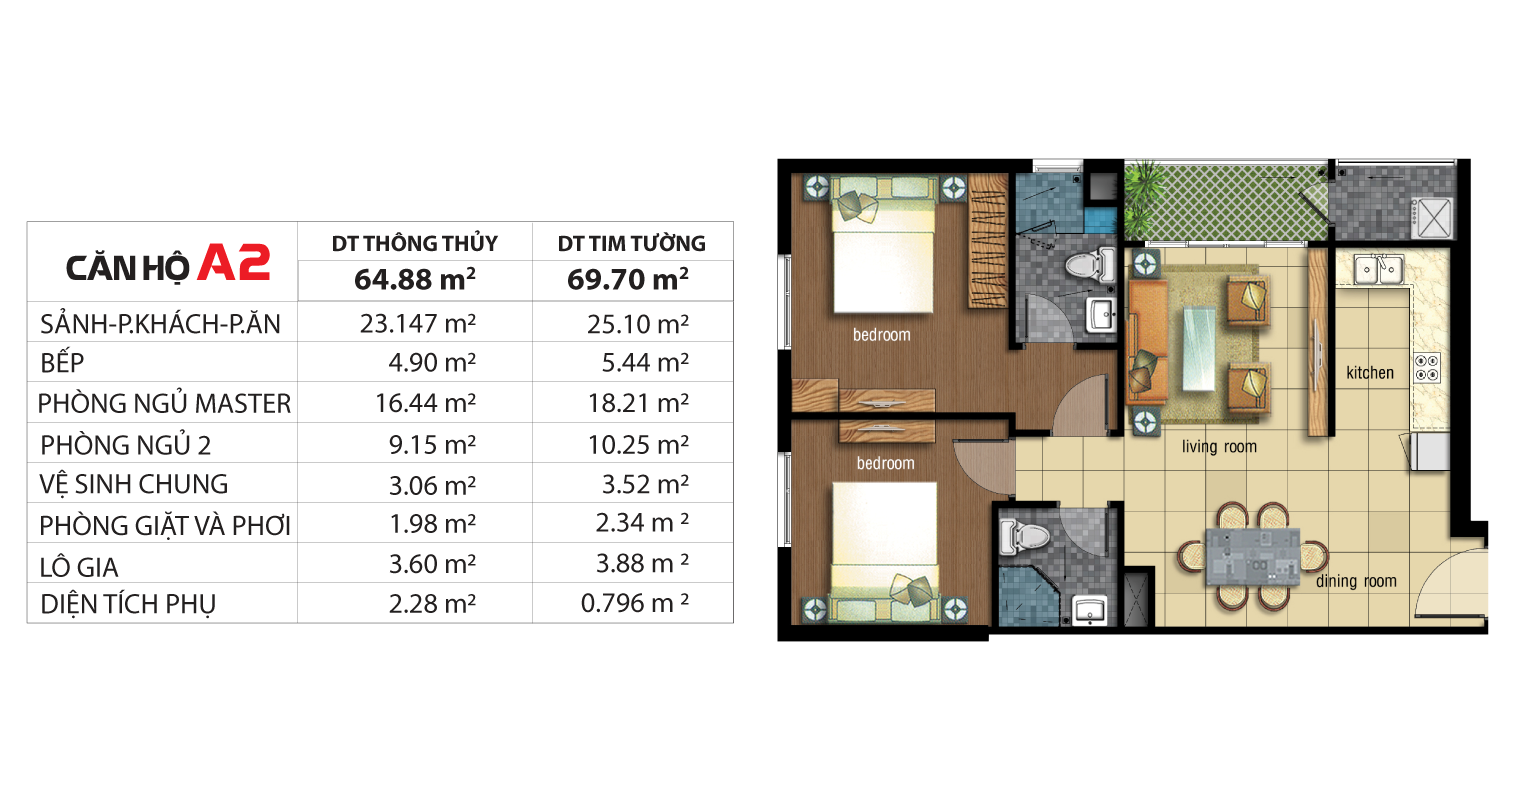 CĂN HỘ A2
DT THÔNG THỦY DT TIM TƯỜNG
64.88 m² 69.70 m²
SẢNH-P.KHÁCH-P.ĂN 23.147 m² 25.10 m²
BẾP 4.90 m² 5.44 m²
PHÒNG NGỦ MASTER 16.44 m² 18.21 m²
PHÒNG NGỦ 2 9.15 m² 10.25 m²
VỆ SINH CHUNG 3.06 m² 3.52 m²
PHÒNG GIẶT VÀ PHƠI 1.98 m² 2.34 m ²
LÔ GIA 3.60 m² 3.88 m²
DIỆN TÍCH PHỤ 2.28 m² 0.796 m ²
bedroom
kitchen
living room
bedroom
dining room